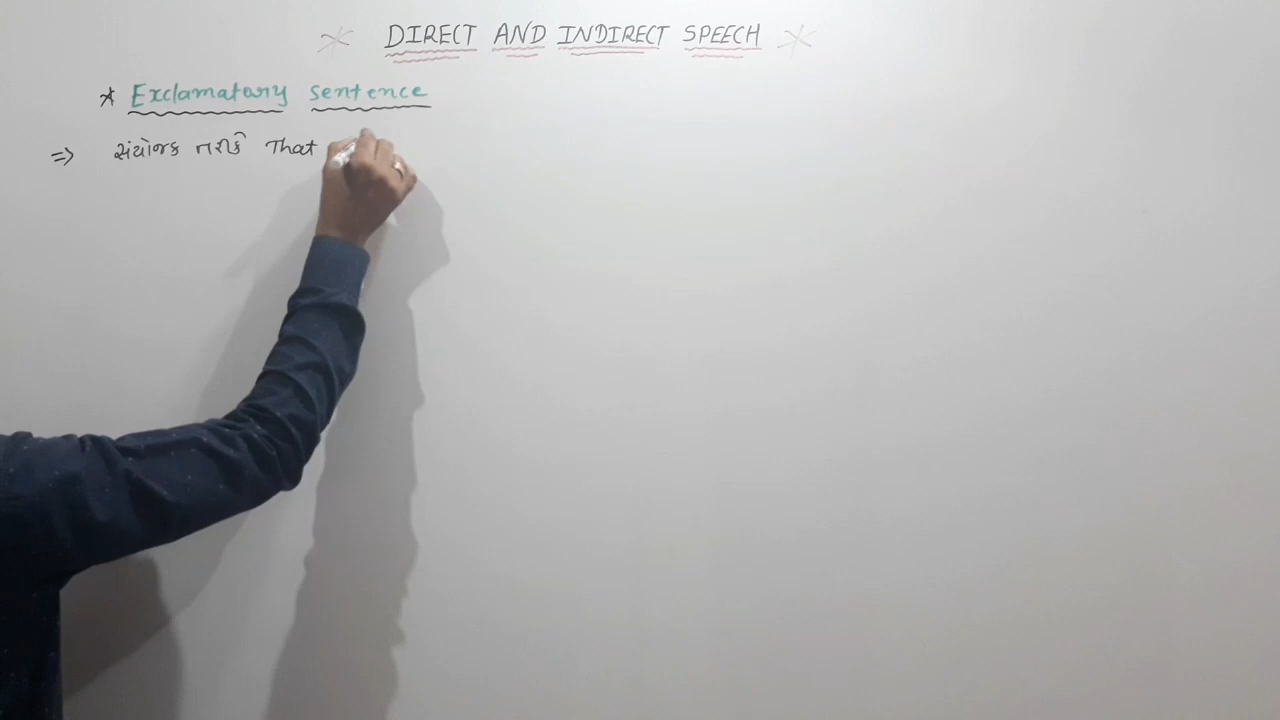 DIRECT AND INDIRECT SPEECH
* Exclamatory sentence
⇒ સંયોજક તરીકે That